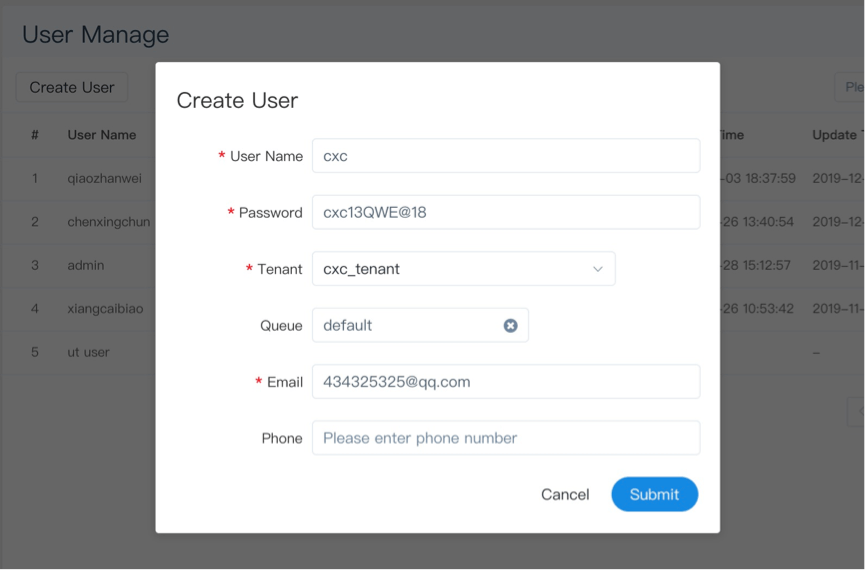 User Manage
Create User
Ple
# User Name ime Update T
1 qiaozhanwei -03 18:37:59 2019-12-
2 chenxingchun -26 13:40:54 2019-12-
3 admin -28 15:12:57 2019-11-
4 xiangcaibiao -26 10:53:42 2019-11-
5 ut user –
Create User
* User Name cxc
* Password cxc13QWE@18
* Tenant cxc_tenant
Queue default
* Email 434325325@qq.com
Phone Please enter phone number
Cancel Submit